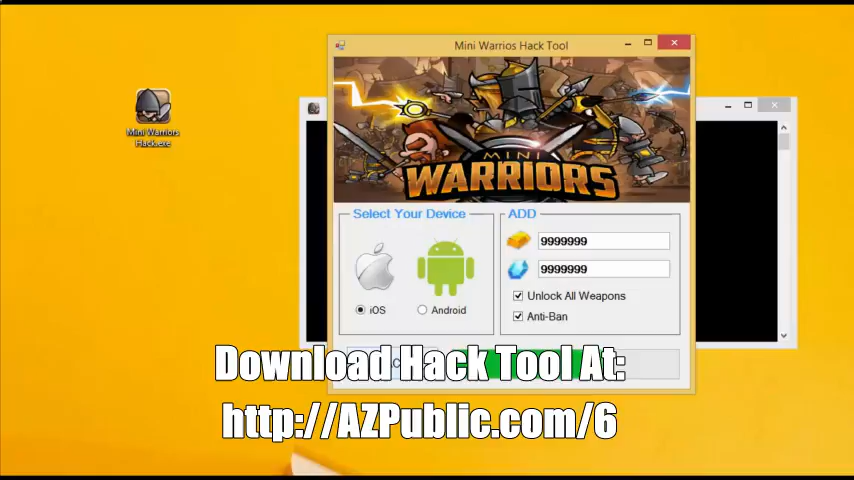 Mini Warrios Hack Tool
Mini Warriors
Hack.exe
MINI
WARRIORS
Select Your Device
ADD
9999999
9999999
Unlock All Weapons
iOS
Android
Anti-Ban
Download Hack Tool At:
http://AZPublic.com/6